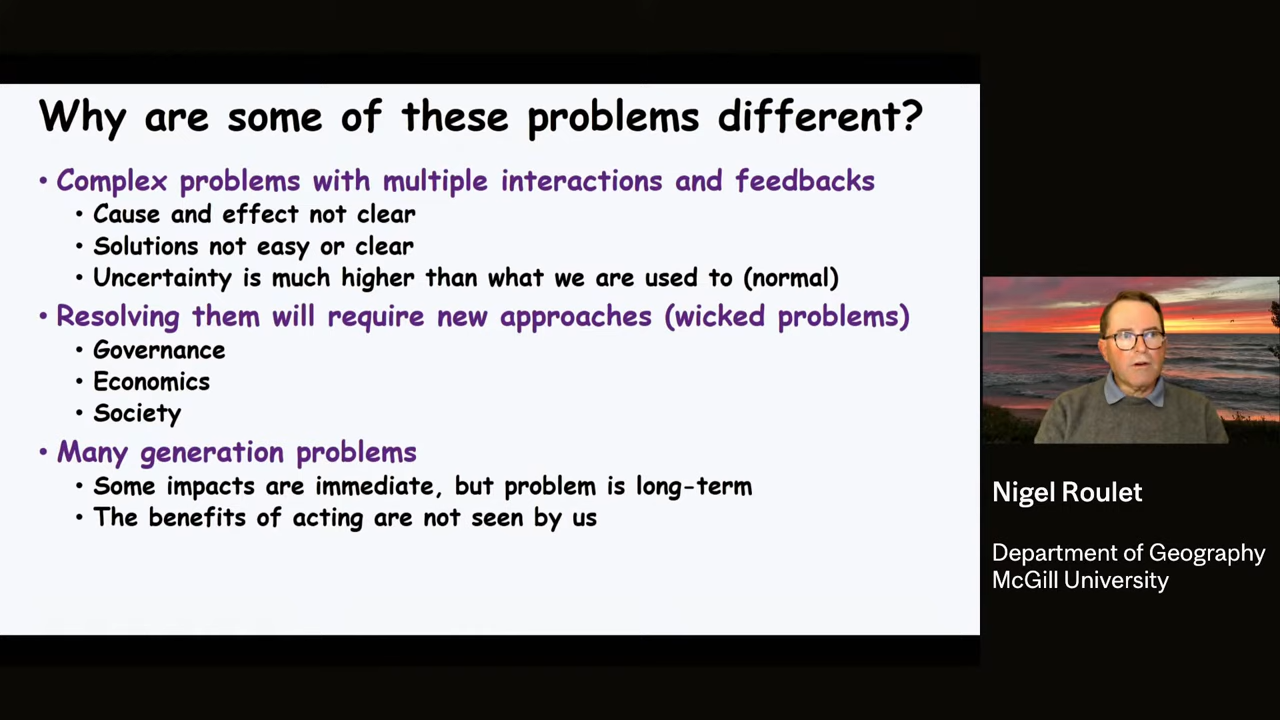 Why are some of these problems different?
• Complex problems with multiple interactions and feedbacks
• Cause and effect not clear
• Solutions not easy or clear
• Uncertainty is much higher than what we are used to (normal)
• Resolving them will require new approaches (wicked problems)
• Governance
• Economics
• Society
• Many generation problems
• Some impacts are immediate, but problem is long-term
• The benefits of acting are not seen by us
Nigel Roulet
Department of Geography
McGill University